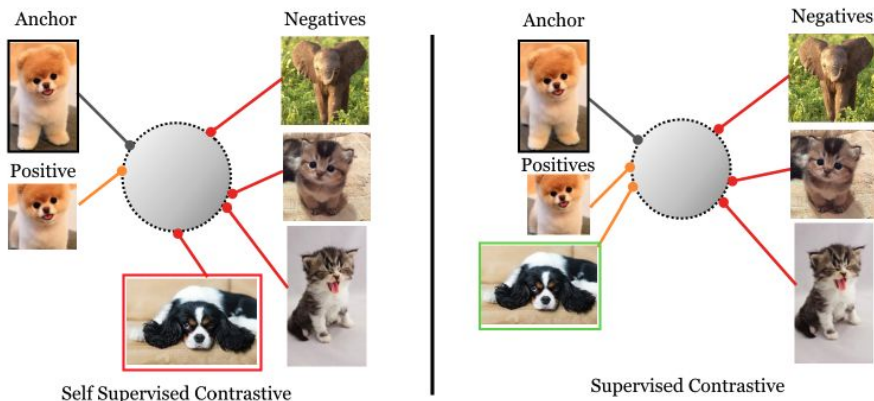 Anchor
Negatives
Positive
Self Supervised Contrastive
Anchor
Negatives
Positives
Supervised Contrastive